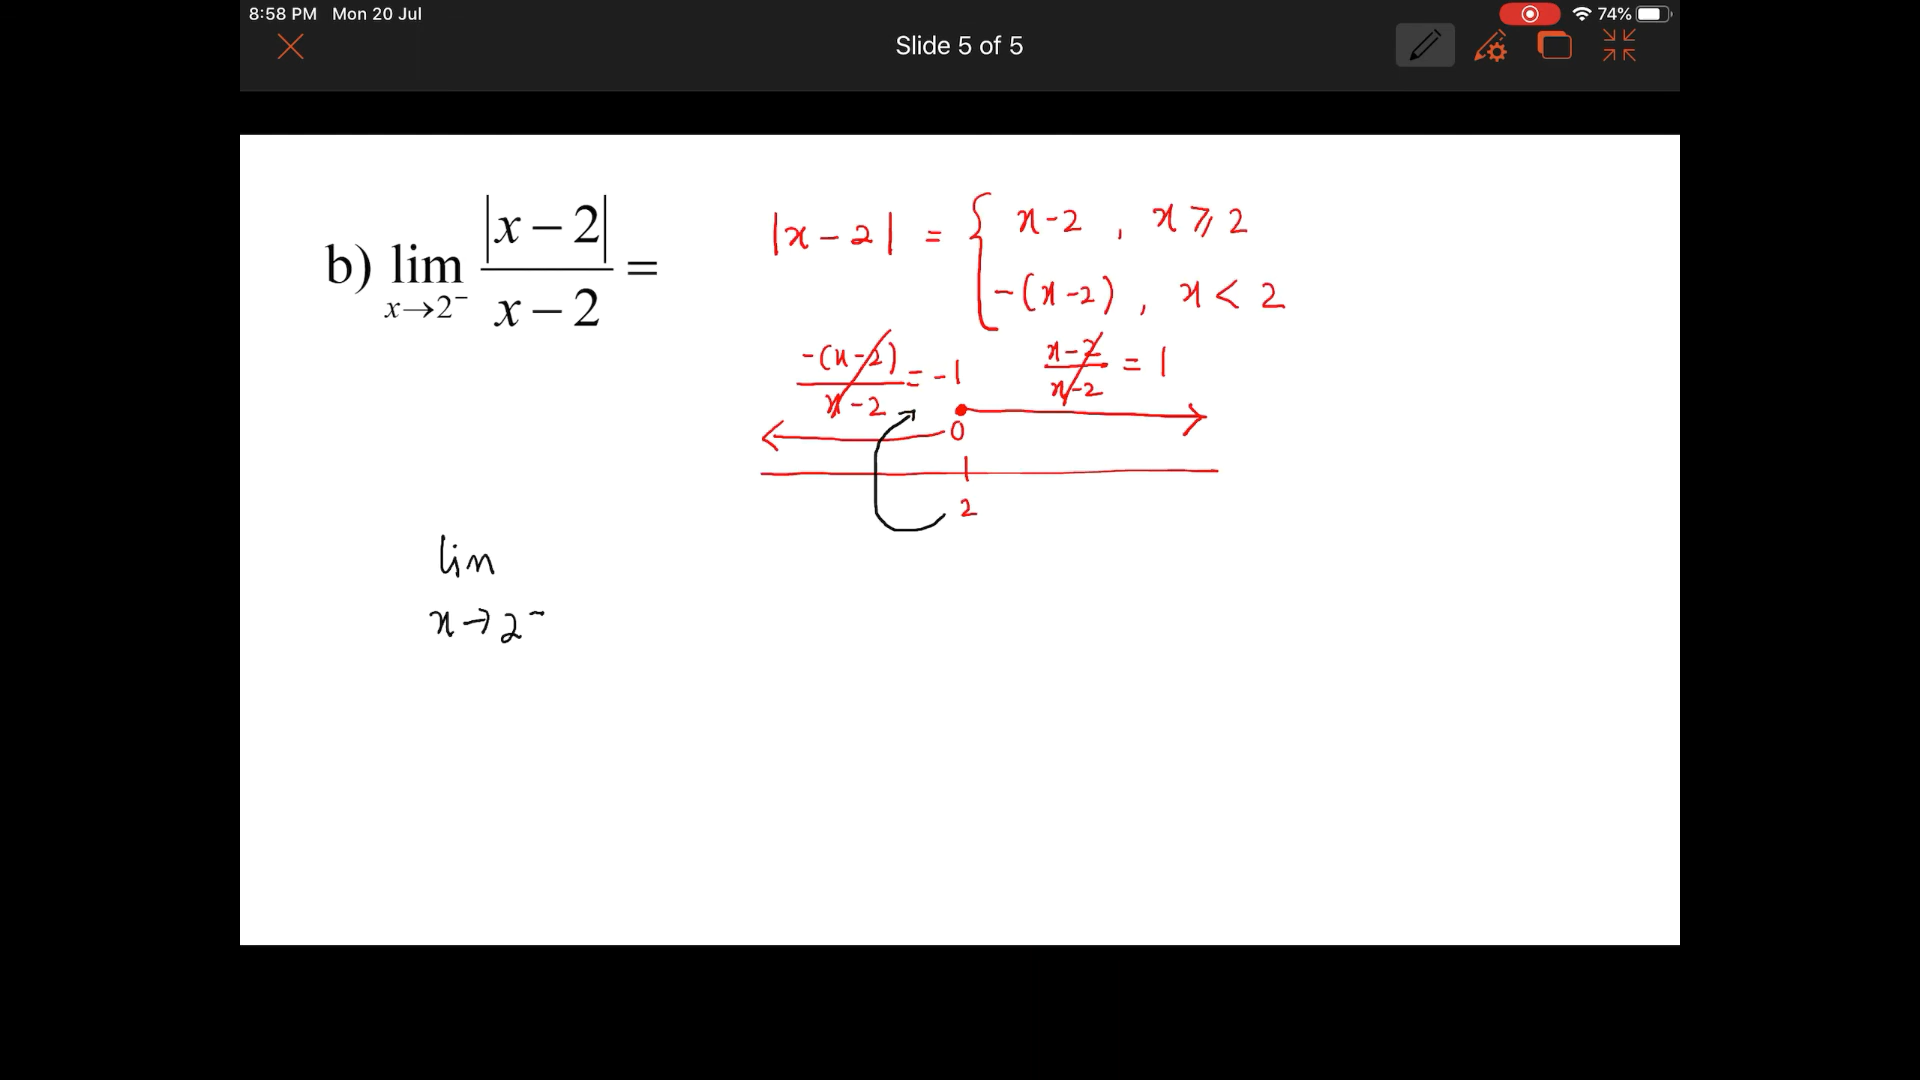 8:58 PM Mon 20 Jul
74%
Slide 5 of 5
b) lim x→2⁻ |x − 2| / x − 2 =
|x - 2| = { x-2 , x ⩾ 2
-(x-2) , x < 2
-(x-2) / x-2 = -1
x-2 / x-2 = 1
0
2
lim
x→2⁻